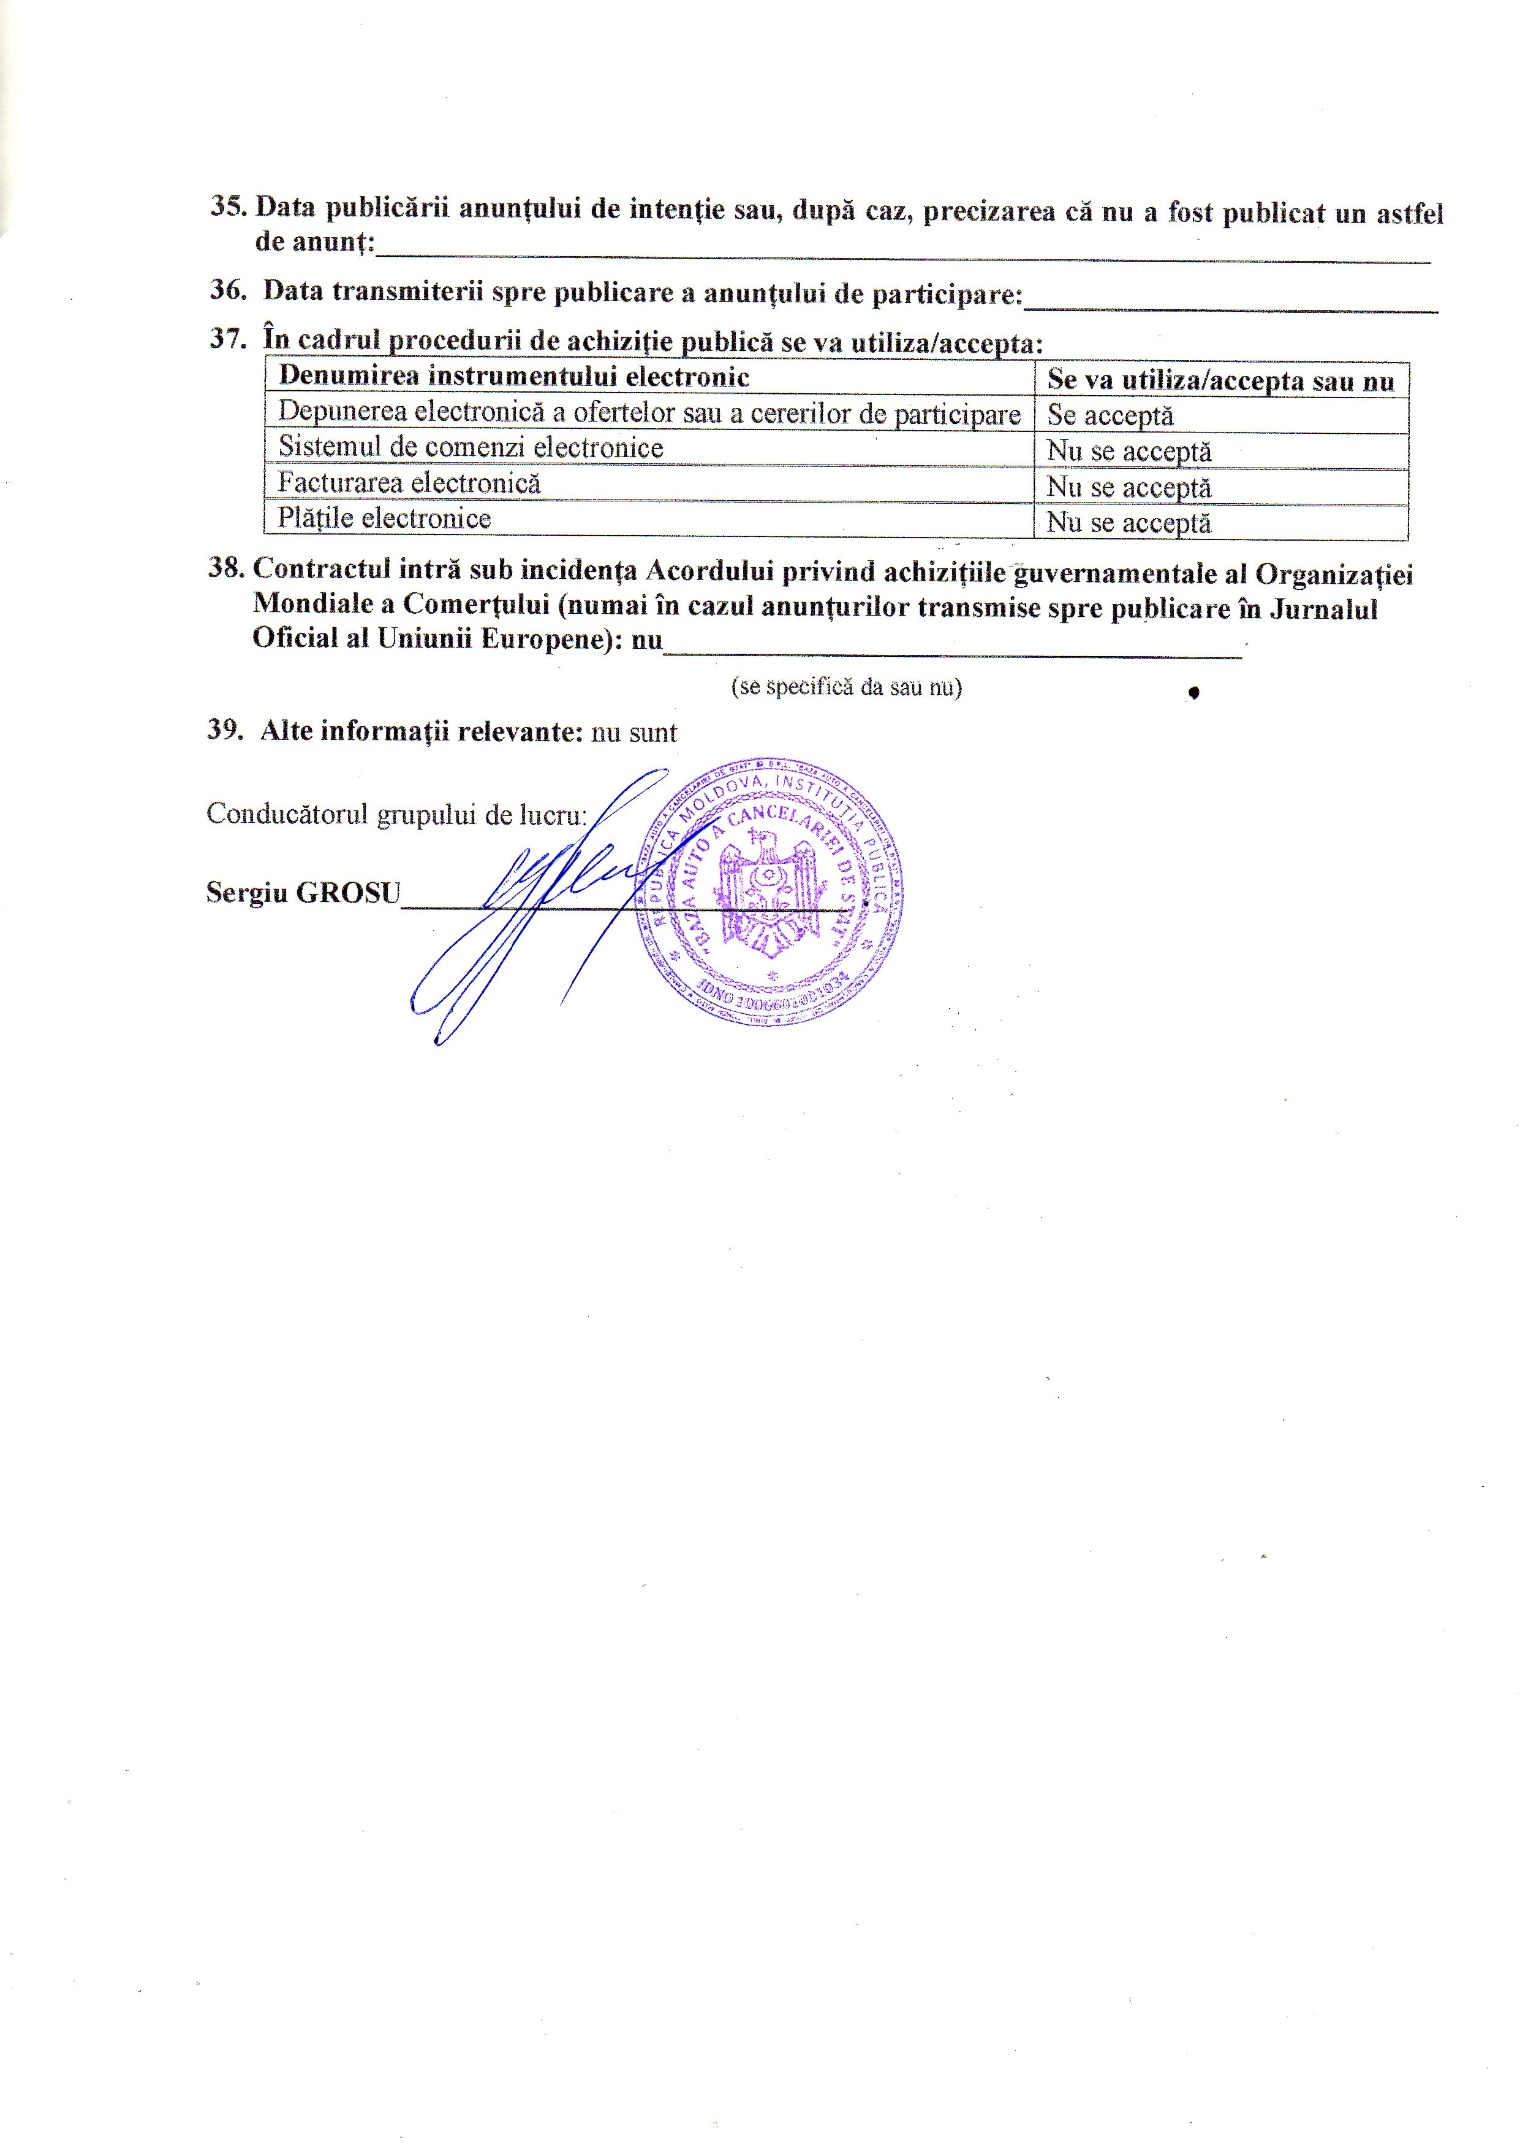 35. Data publicării anunțului de intenție sau, după caz, precizarea că nu a fost publicat un astfel
de anunț:
36. Data transmiterii spre publicare a anunțului de participare:
37. În cadrul procedurii de achiziție publică se va utiliza/accepta:
Denumirea instrumentului electronic Se va utiliza/accepta sau nu
Depunerea electronică a ofertelor sau a cererilor de participare Se acceptă
Sistemul de comenzi electronice Nu se acceptă
Facturarea electronică Nu se acceptă
Plățile electronice Nu se acceptă
38. Contractul intră sub incidența Acordului privind achizițiile guvernamentale al Organizației
Mondiale a Comerțului (numai în cazul anunțurilor transmise spre publicare în Jurnalul
Oficial al Uniunii Europene): nu
(se specifică da sau nu)
39. Alte informații relevante: nu sunt
Conducătorul grupului de lucru:
Sergiu GROSU
REPUBLICA MOLDOVA, INSTITUȚIA PUBLICĂ
"BAZA AUTO A CANCELARIEI DE STAT"
IDNO